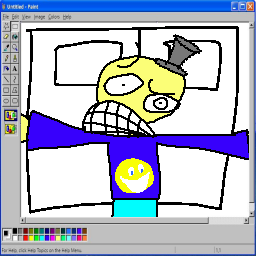 Untitled - Paint
File Edit View Image Colors Help
For Help, click Help Topics on the Help Menu.